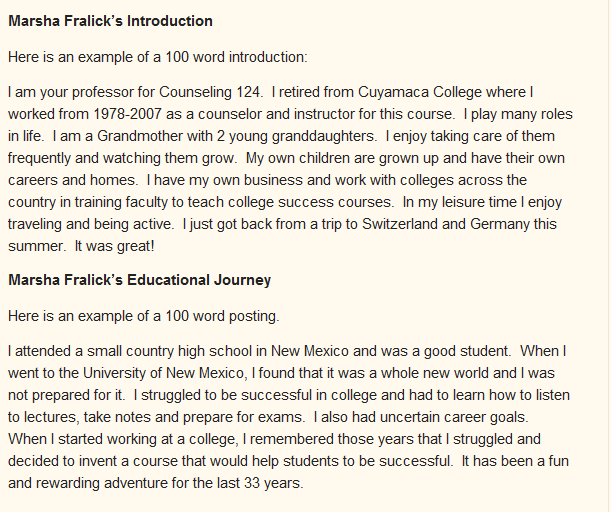 Marsha Fralick's Introduction
Here is an example of a 100 word introduction:
I am your professor for Counseling 124.  I retired from Cuyamaca College where I
worked from 1978-2007 as a counselor and instructor for this course.  I play many roles
in life.  I am a Grandmother with 2 young granddaughters.  I enjoy taking care of them
frequently and watching them grow.  My own children are grown up and have their own
careers and homes.  I have my own business and work with colleges across the
country in training faculty to teach college success courses.  In my leisure time I enjoy
traveling and being active.  I just got back from a trip to Switzerland and Germany this
summer.  It was great!
Marsha Fralick's Educational Journey
Here is an example of a 100 word posting.
I attended a small country high school in New Mexico and was a good student.  When I
went to the University of New Mexico, I found that it was a whole new world and I was
not prepared for it.  I struggled to be successful in college and had to learn how to listen
to lectures, take notes and prepare for exams.  I also had uncertain career goals.
When I started working at a college, I remembered those years that I struggled and
decided to invent a course that would help students to be successful.  It has been a fun
and rewarding adventure for the last 33 years.